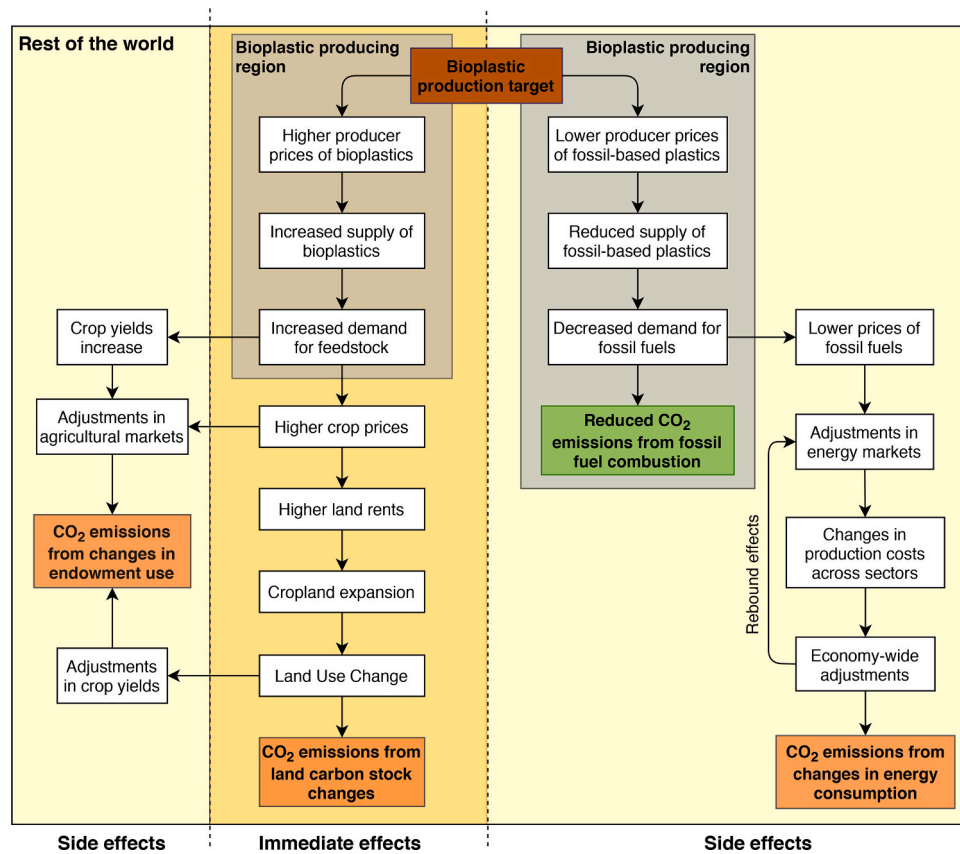 Rest of the world
Bioplastic producing
region
Bioplastic
production target
Bioplastic producing
region
Higher producer
prices of bioplastics
Lower producer prices
of fossil-based plastics
Increased supply of
bioplastics
Reduced supply of
fossil-based plastics
Crop yields
increase
Increased demand
for feedstock
Decreased demand for
fossil fuels
Lower prices of
fossil fuels
Adjustments in
agricultural markets
Higher crop prices
Reduced CO2
emissions from fossil
fuel combustion
Adjustments in
energy markets
Higher land rents
CO2 emissions
from changes in
endowment use
Changes in
production costs
across sectors
Rebound effects
Cropland expansion
Adjustments
in crop yields
Land Use Change
Economy-wide
adjustments
CO2 emissions from
land carbon stock
changes
CO2 emissions from
changes in energy
consumption
Side effects
Immediate effects
Side effects